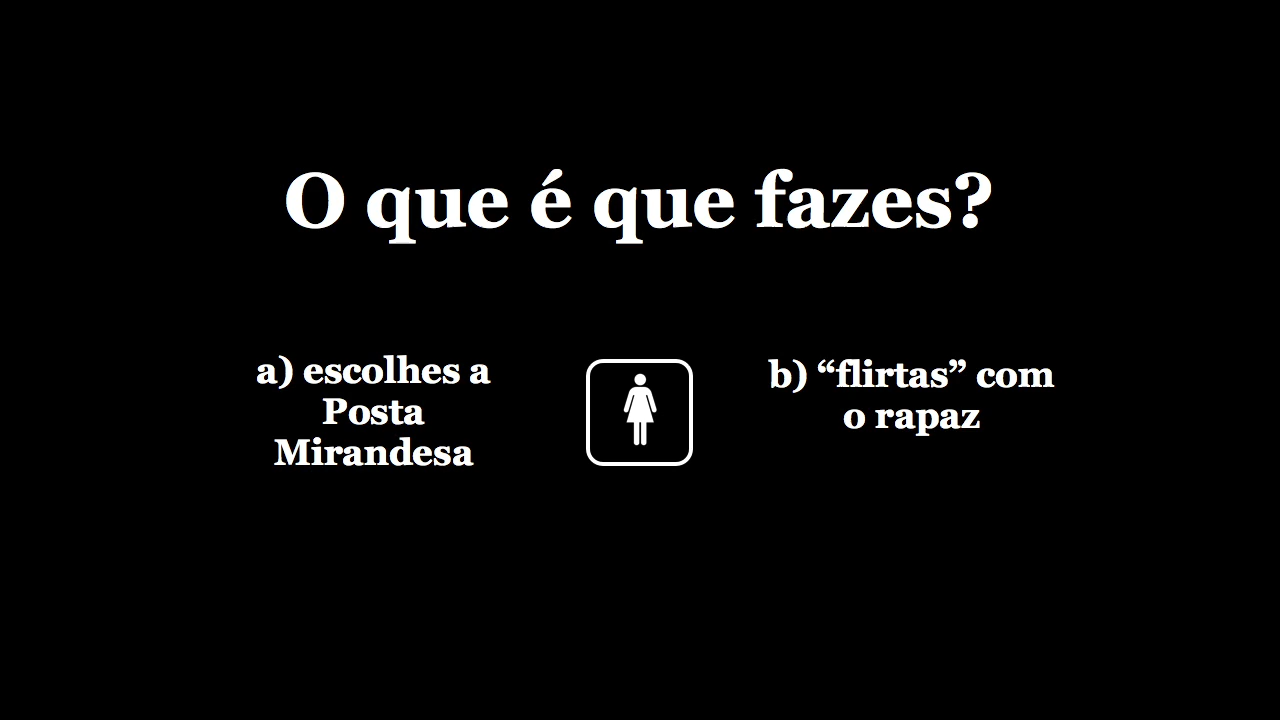 O que é que fazes?
a) escolhes a
Posta
Mirandesa
b) “flirtas” com
o rapaz